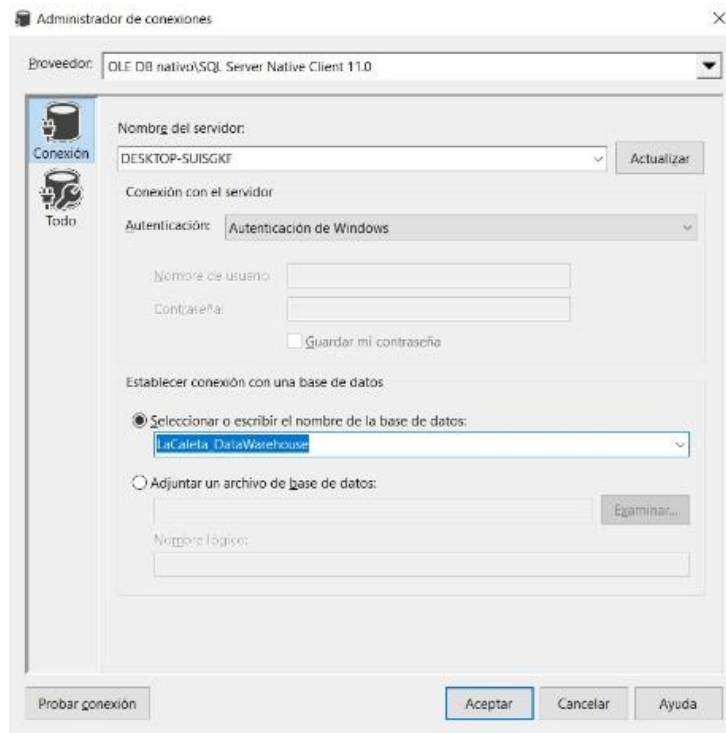 Administrador de conexiones
Proveedor: OLE DB nativo\SQL Server Native Client 11.0
Conexión
Todo
Nombre del servidor:
DESKTOP-SUISGKF Actualizar
Conexión con el servidor
Autenticación: Autenticación de Windows
Nombre de usuario
Contraseña:
Guardar mi contraseña
Establecer conexión con una base de datos
Seleccionar o escribir el nombre de la base de datos:
LaCaleta_DataWarehouse
Adjuntar un archivo de base de datos:
Examinar...
Nombre lógico:
Probar conexión Aceptar Cancelar Ayuda